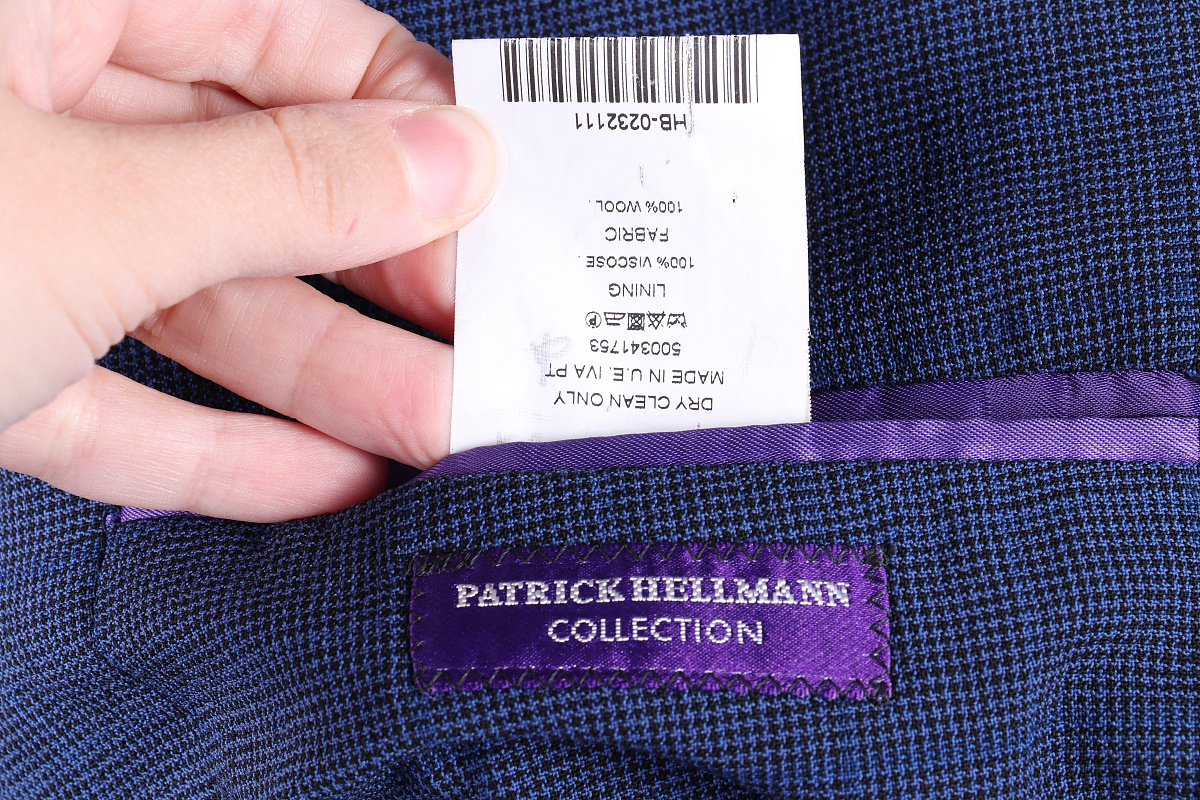 DRY CLEAN ONLY
MADE IN U.E. IVA PT
500341753
LINING
100% VISCOSE .
FABRIC
100% WOOL .
HB-0232111
PATRICK HELLMANN
COLLECTION